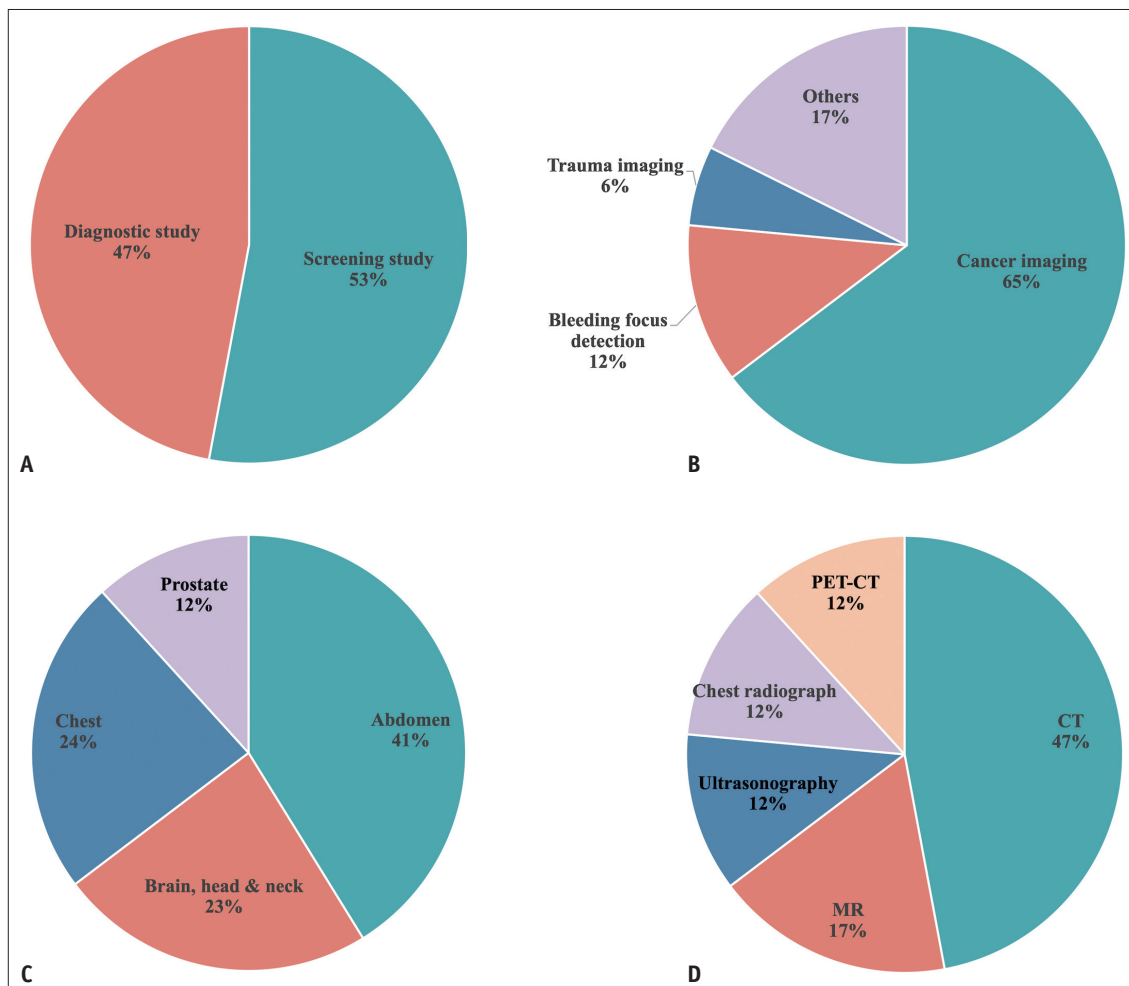 Diagnostic study
47%
Screening study
53%
A
Others
17%
Trauma imaging
6%
Cancer imaging
65%
Bleeding focus
detection
12%
B
Prostate
12%
Chest
24%
Abdomen
41%
Brain, head & neck
23%
C
PET-CT
12%
Chest radiograph
12%
CT
47%
Ultrasonography
12%
MR
17%
D